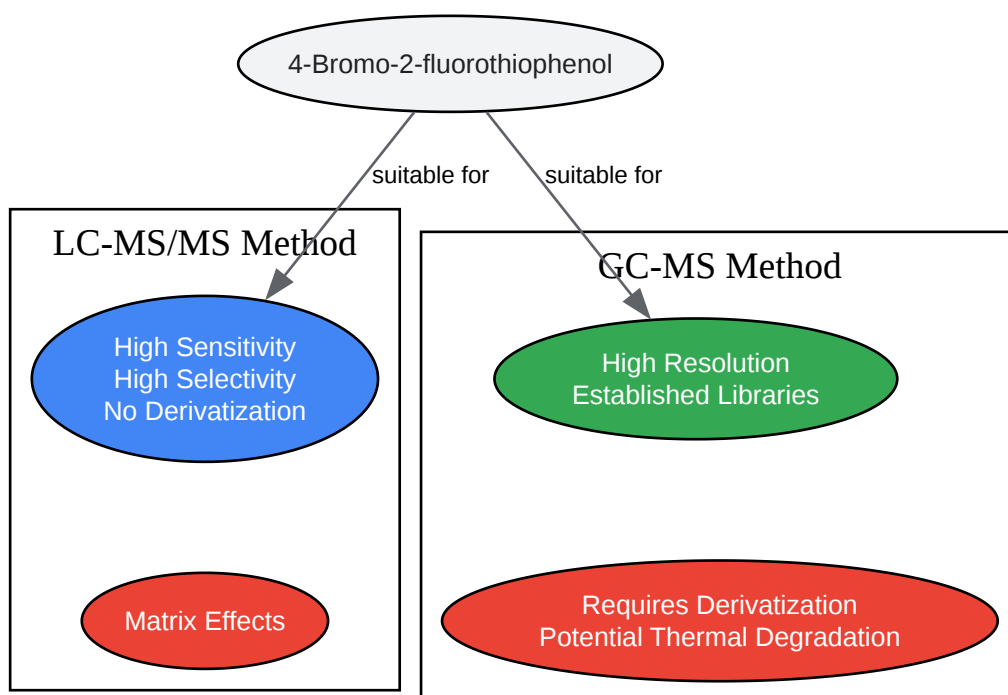 4-Bromo-2-fluorothiophenol
suitable for
suitable for
LC-MS/MS Method
High Sensitivity
High Selectivity
No Derivatization
Matrix Effects
GC-MS Method
High Resolution
Established Libraries
Requires Derivatization
Potential Thermal Degradation